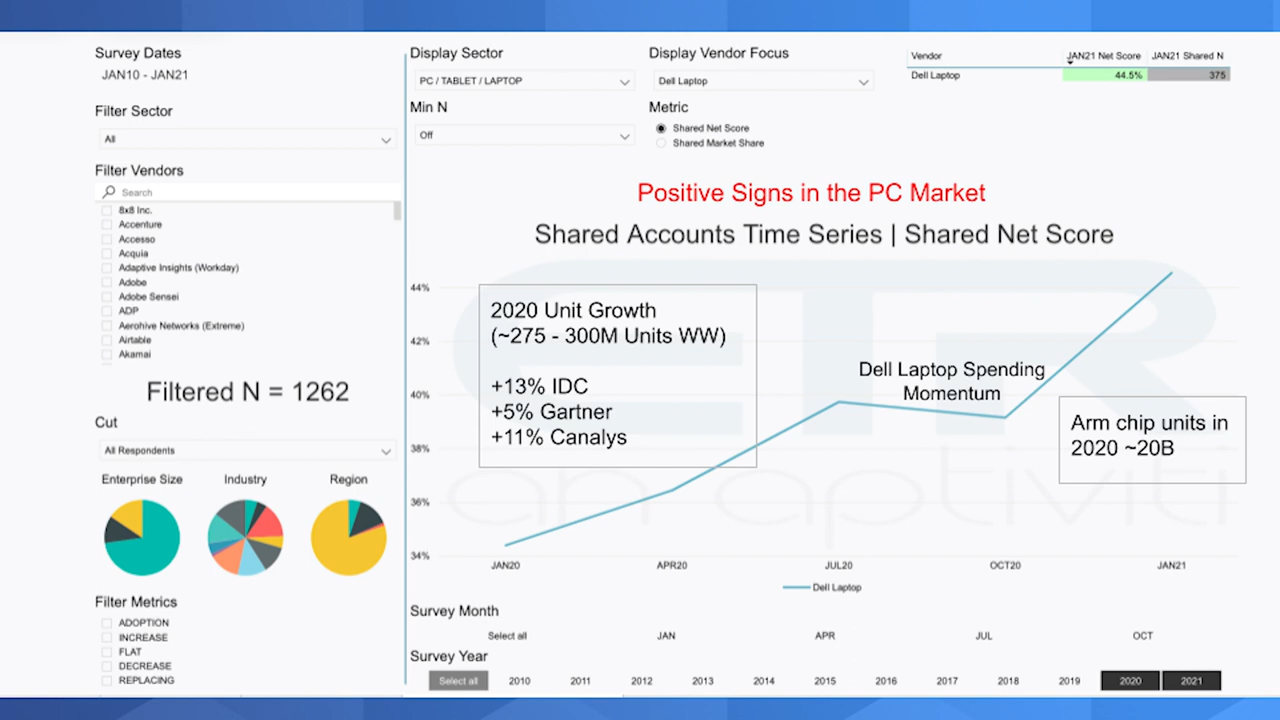 Survey Dates
JAN10 - JAN21
Filter Sector
All
Filter Vendors
Search
8x8 Inc.
Accenture
Accesso
Acquia
Adaptive Insights (Workday)
Adobe
Adobe Sensei
ADP
Aerohive Networks (Extreme)
Airtable
Akamai
Filtered N = 1262
Cut
All Respondents
Enterprise Size
Industry
Region
Filter Metrics
ADOPTION
INCREASE
FLAT
DECREASE
REPLACING
Display Sector
PC / TABLET / LAPTOP
Min N
Off
Display Vendor Focus
Dell Laptop
Metric
Shared Net Score
Shared Market Share
Vendor JAN21 Net Score JAN21 Shared N
Dell Laptop 44.5% 375
Positive Signs in the PC Market
Shared Accounts Time Series | Shared Net Score
ETR
an aptiviti
44%
42%
40%
38%
36%
34%
2020 Unit Growth
(~275 - 300M Units WW)
+13% IDC
+5% Gartner
+11% Canalys
Dell Laptop Spending
Momentum
Arm chip units in
2020 ~20B
JAN20 APR20 JUL20 OCT20 JAN21
Dell Laptop
Survey Month
Select all JAN APR JUL OCT
Survey Year
Select all 2010 2011 2012 2013 2014 2015 2016 2017 2018 2019 2020 2021